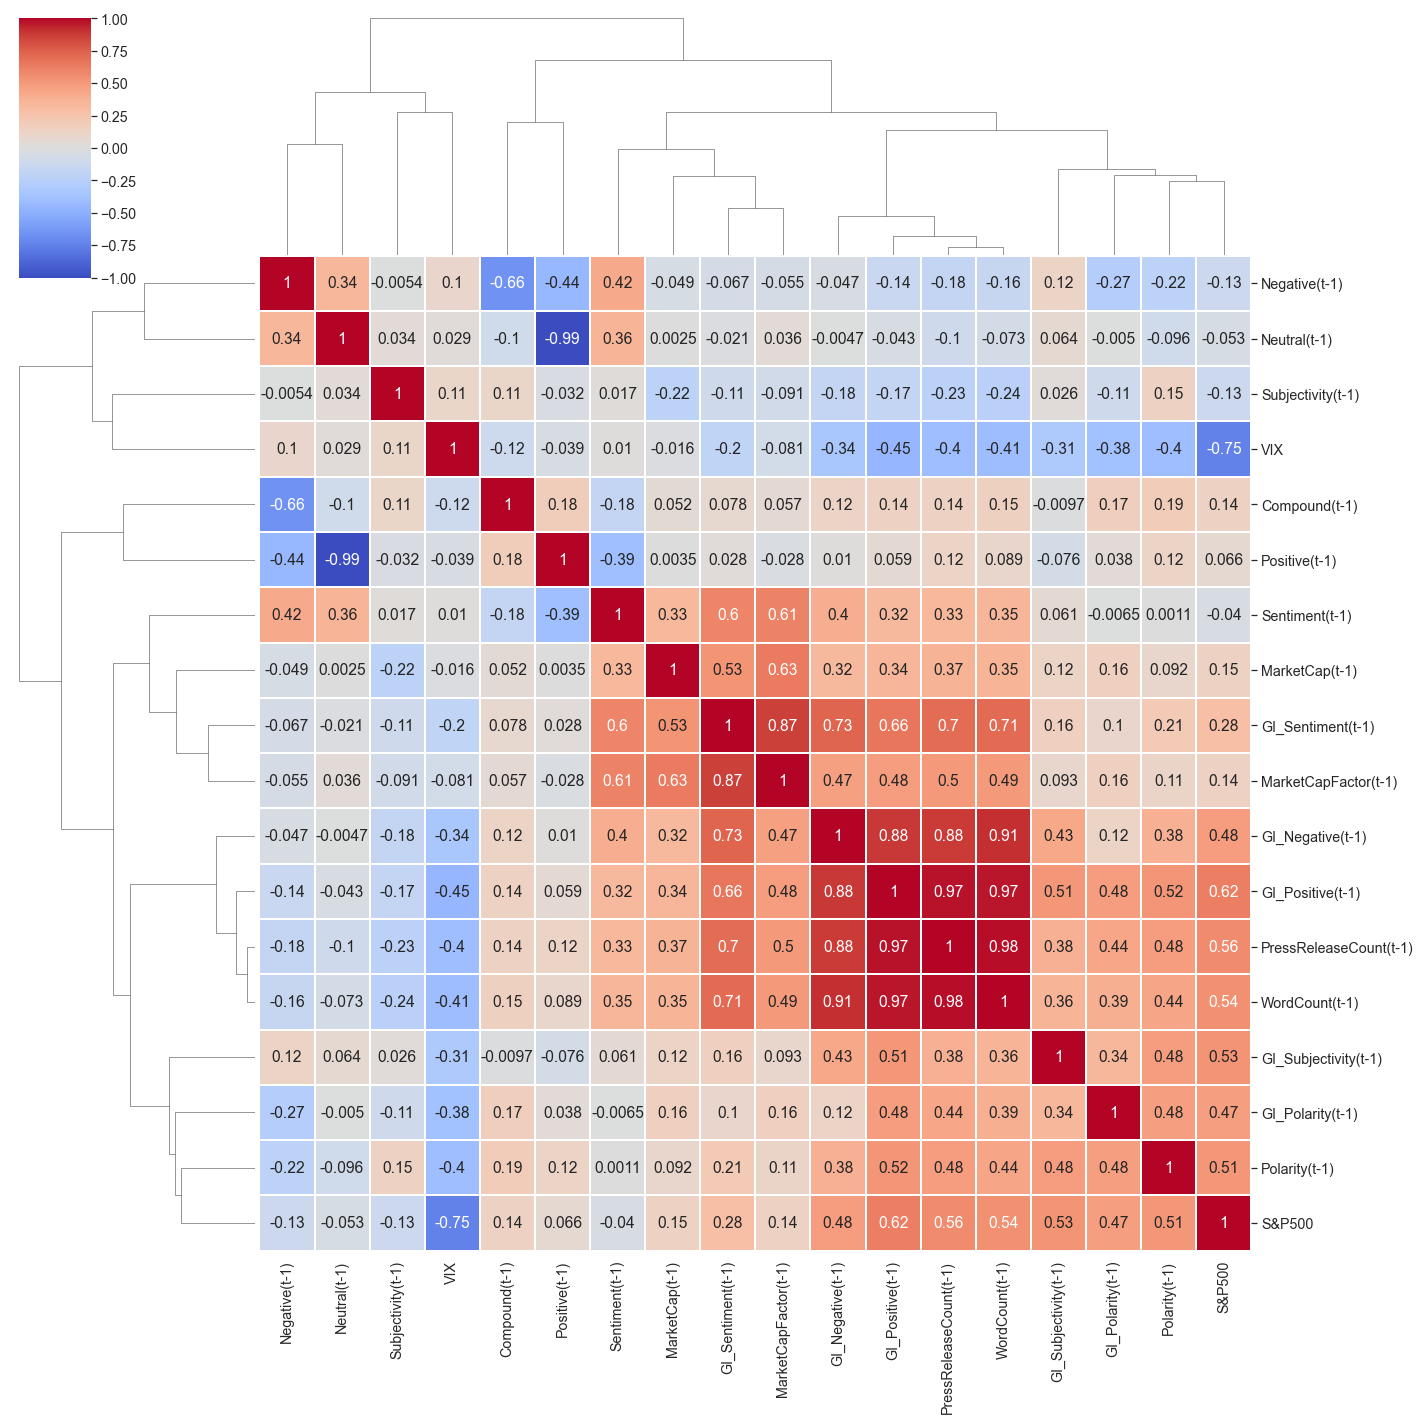 1.00
0.75
0.50
0.25
0.00
−0.25
−0.50
−0.75
−1.00
1 0.34 -0.0054 0.1 -0.66 -0.44 0.42 -0.049 -0.067 -0.055 -0.047 -0.14 -0.18 -0.16 0.12 -0.27 -0.22 -0.13 Negative(t-1)
0.34 1 0.034 0.029 -0.1 -0.99 0.36 0.0025 -0.021 0.036 -0.0047 -0.043 -0.1 -0.073 0.064 -0.005 -0.096 -0.053 Neutral(t-1)
-0.0054 0.034 1 0.11 0.11 -0.032 0.017 -0.22 -0.11 -0.091 -0.18 -0.17 -0.23 -0.24 0.026 -0.11 0.15 -0.13 Subjectivity(t-1)
0.1 0.029 0.11 1 -0.12 -0.039 0.01 -0.016 -0.2 -0.081 -0.34 -0.45 -0.4 -0.41 -0.31 -0.38 -0.4 -0.75 VIX
-0.66 -0.1 0.11 -0.12 1 0.18 -0.18 0.052 0.078 0.057 0.12 0.14 0.14 0.15 -0.0097 0.17 0.19 0.14 Compound(t-1)
-0.44 -0.99 -0.032 -0.039 0.18 1 -0.39 0.0035 0.028 -0.028 0.01 0.059 0.12 0.089 -0.076 0.038 0.12 0.066 Positive(t-1)
0.42 0.36 0.017 0.01 -0.18 -0.39 1 0.33 0.6 0.61 0.4 0.32 0.33 0.35 0.061 -0.0065 0.0011 -0.04 Sentiment(t-1)
-0.049 0.0025 -0.22 -0.016 0.052 0.0035 0.33 1 0.53 0.63 0.32 0.34 0.37 0.35 0.12 0.16 0.092 0.15 MarketCap(t-1)
-0.067 -0.021 -0.11 -0.2 0.078 0.028 0.6 0.53 1 0.87 0.73 0.66 0.7 0.71 0.16 0.1 0.21 0.28 GI_Sentiment(t-1)
-0.055 0.036 -0.091 -0.081 0.057 -0.028 0.61 0.63 0.87 1 0.47 0.48 0.5 0.49 0.093 0.16 0.11 0.14 MarketCapFactor(t-1)
-0.047 -0.0047 -0.18 -0.34 0.12 0.01 0.4 0.32 0.73 0.47 1 0.88 0.88 0.91 0.43 0.12 0.38 0.48 GI_Negative(t-1)
-0.14 -0.043 -0.17 -0.45 0.14 0.059 0.32 0.34 0.66 0.48 0.88 1 0.97 0.97 0.51 0.48 0.52 0.62 GI_Positive(t-1)
-0.18 -0.1 -0.23 -0.4 0.14 0.12 0.33 0.37 0.7 0.5 0.88 0.97 1 0.98 0.38 0.44 0.48 0.56 PressReleaseCount(t-1)
-0.16 -0.073 -0.24 -0.41 0.15 0.089 0.35 0.35 0.71 0.49 0.91 0.97 0.98 1 0.36 0.39 0.44 0.54 WordCount(t-1)
0.12 0.064 0.026 -0.31 -0.0097 -0.076 0.061 0.12 0.16 0.093 0.43 0.51 0.38 0.36 1 0.34 0.48 0.53 GI_Subjectivity(t-1)
-0.27 -0.005 -0.11 -0.38 0.17 0.038 -0.0065 0.16 0.1 0.16 0.12 0.48 0.44 0.39 0.34 1 0.48 0.47 GI_Polarity(t-1)
-0.22 -0.096 0.15 -0.4 0.19 0.12 0.0011 0.092 0.21 0.11 0.38 0.52 0.48 0.44 0.48 0.48 1 0.51 Polarity(t-1)
-0.13 -0.053 -0.13 -0.75 0.14 0.066 -0.04 0.15 0.28 0.14 0.48 0.62 0.56 0.54 0.53 0.47 0.51 1 S&P500
Negative(t-1)
Neutral(t-1)
Subjectivity(t-1)
VIX
Compound(t-1)
Positive(t-1)
Sentiment(t-1)
MarketCap(t-1)
GI_Sentiment(t-1)
MarketCapFactor(t-1)
GI_Negative(t-1)
GI_Positive(t-1)
PressReleaseCount(t-1)
WordCount(t-1)
GI_Subjectivity(t-1)
GI_Polarity(t-1)
Polarity(t-1)
S&P500